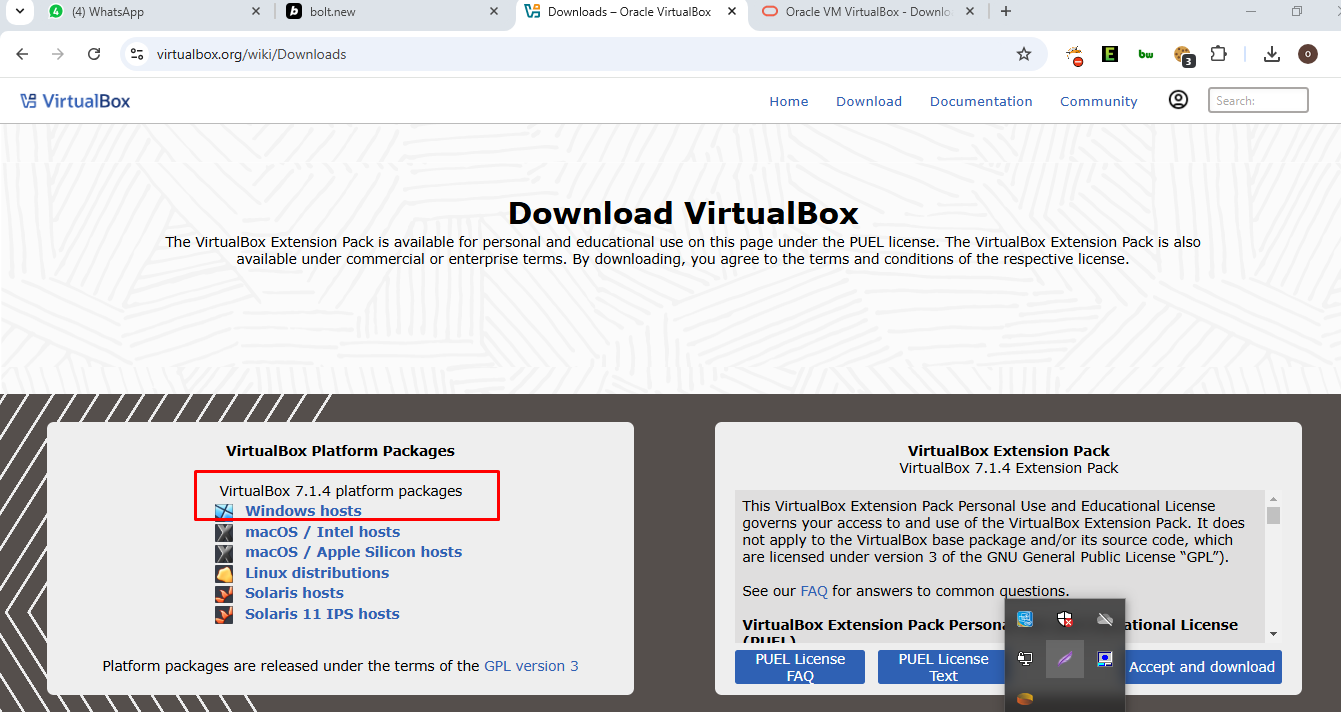 (4) WhatsApp
bolt.new
Downloads – Oracle VirtualBox
Oracle VM VirtualBox - Downlo
virtualbox.org/wiki/Downloads
E
bw
3
O
VirtualBox
Home
Download
Documentation
Community
Search:
Download VirtualBox
The VirtualBox Extension Pack is available for personal and educational use on this page under the PUEL license. The VirtualBox Extension Pack is also
available under commercial or enterprise terms. By downloading, you agree to the terms and conditions of the respective license.
VirtualBox Platform Packages
VirtualBox 7.1.4 platform packages
Windows hosts
macOS / Intel hosts
macOS / Apple Silicon hosts
Linux distributions
Solaris hosts
Solaris 11 IPS hosts
Platform packages are released under the terms of the GPL version 3
VirtualBox Extension Pack
VirtualBox 7.1.4 Extension Pack
This VirtualBox Extension Pack Personal Use and Educational License
governs your access to and use of the VirtualBox Extension Pack. It does
not apply to the VirtualBox base package and/or its source code, which
are licensed under version 3 of the GNU General Public License “GPL”).
See our FAQ for answers to common questions.
VirtualBox Extension Pack Person
ational License
(PUEL)
PUEL License
FAQ
PUEL License
Text
Accept and download